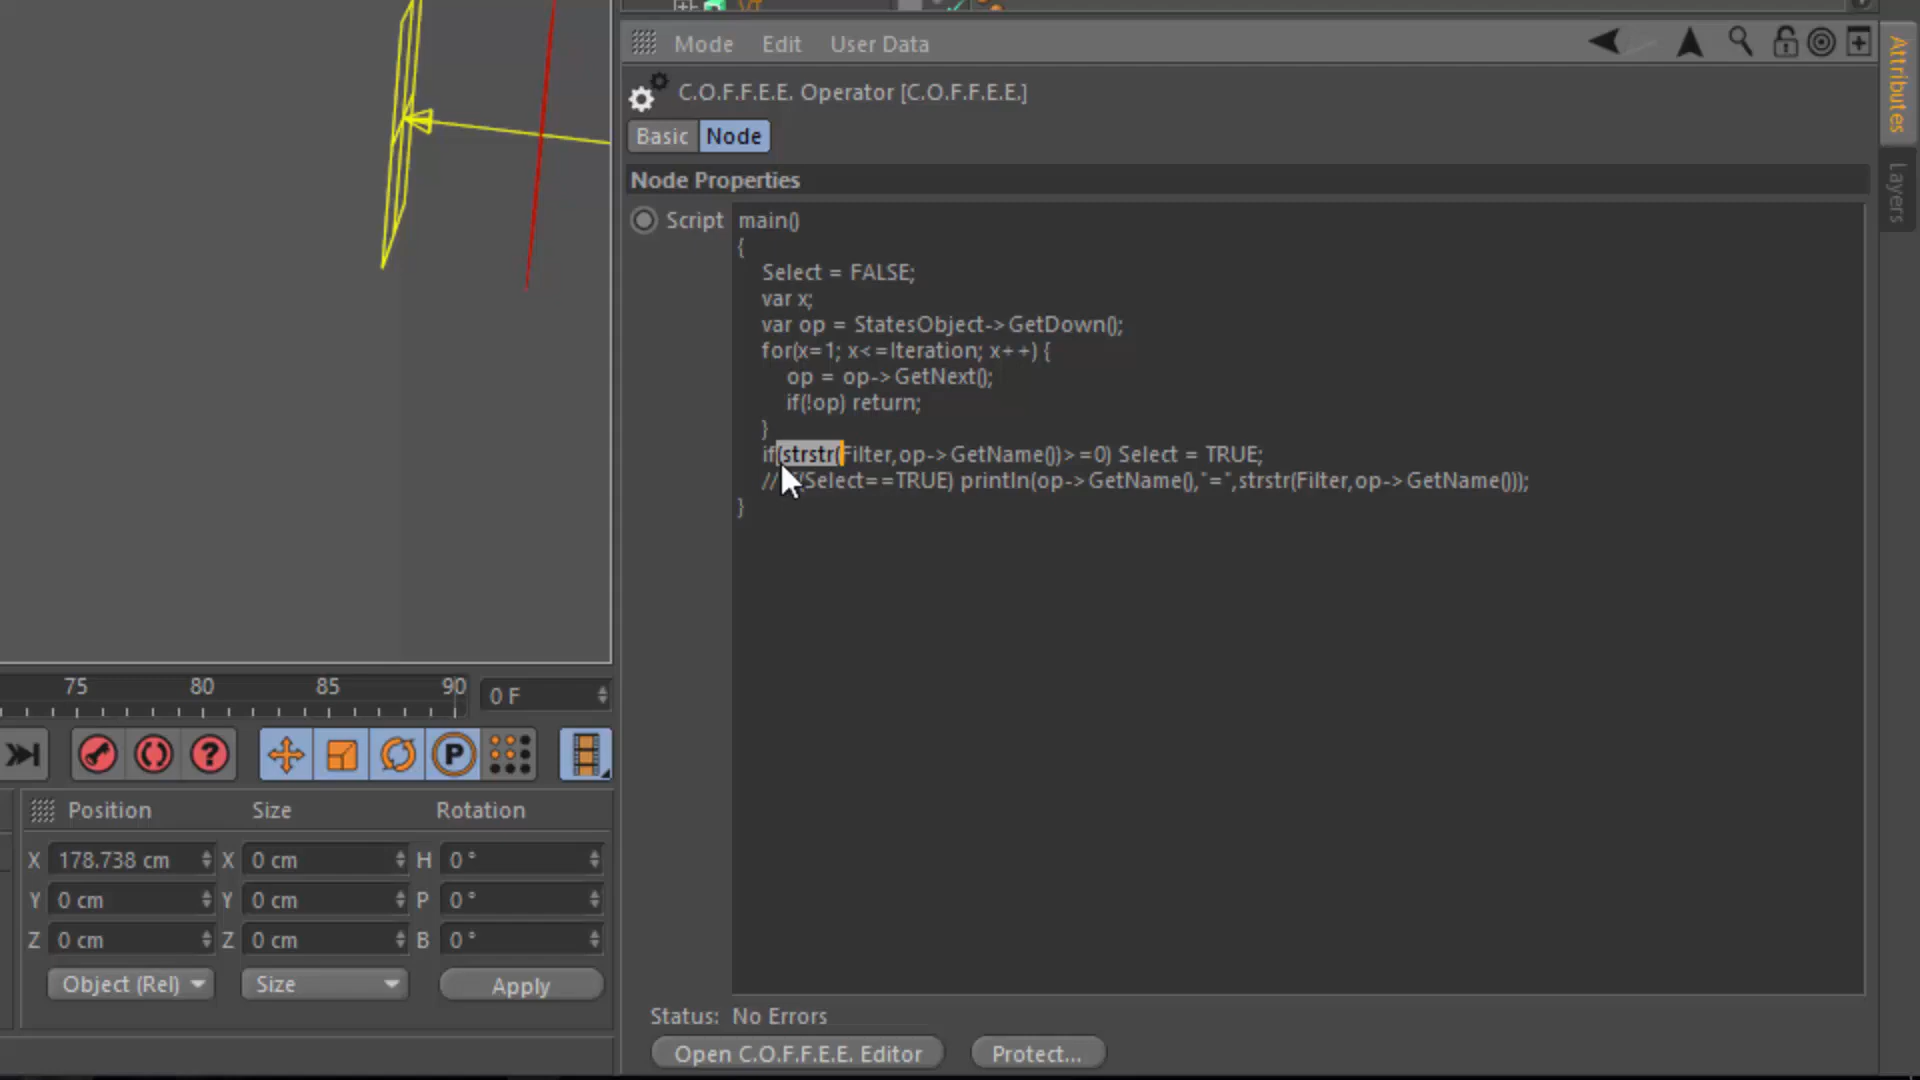 VT
Mode Edit User Data
Attributes
Layers
C.O.F.F.E.E. Operator [C.O.F.F.E.E.]
Basic Node
Node Properties
Script
main()
{
Select = FALSE;
var x;
var op = StatesObject->GetDown();
for(x=1; x<=Iteration; x++) {
op = op->GetNext();
if(!op) return;
}
if(strstr(Filter,op->GetName())>=0) Select = TRUE;
// (Select==TRUE) println(op->GetName(),"=",strstr(Filter,op->GetName()));
}
75 80 85 90 0 F
? P
Position Size Rotation
X 178.738 cm X 0 cm H 0 °
Y 0 cm Y 0 cm P 0 °
Z 0 cm Z 0 cm B 0 °
Object (Rel) Size Apply
Status: No Errors
Open C.O.F.F.E.E. Editor Protect...